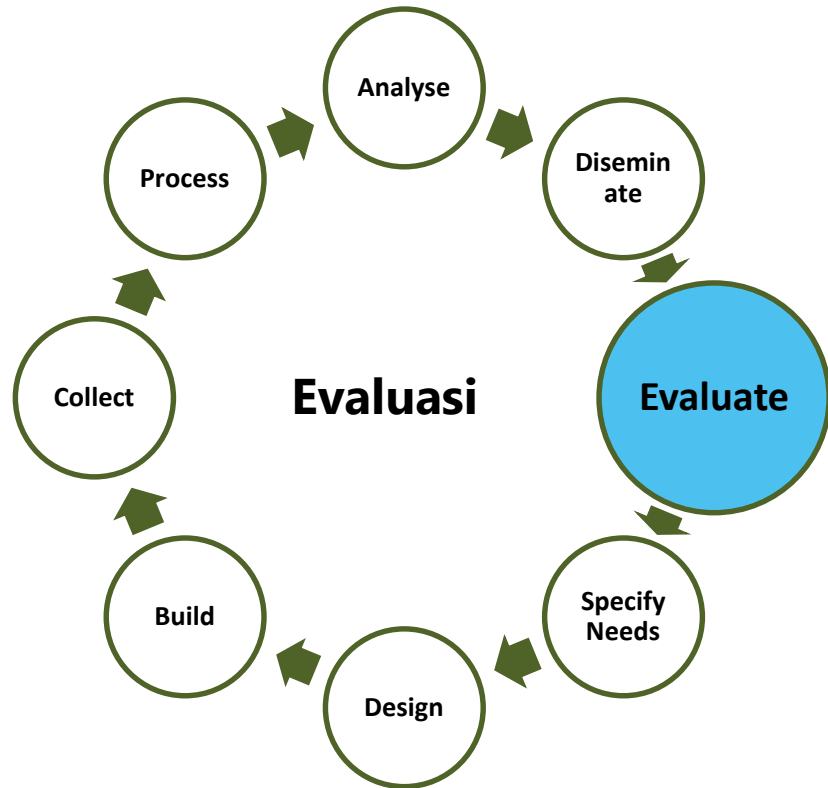 Analyse
Process
Disemin
ate
Collect
Evaluasi
Evaluate
Build
Specify
Needs
Design